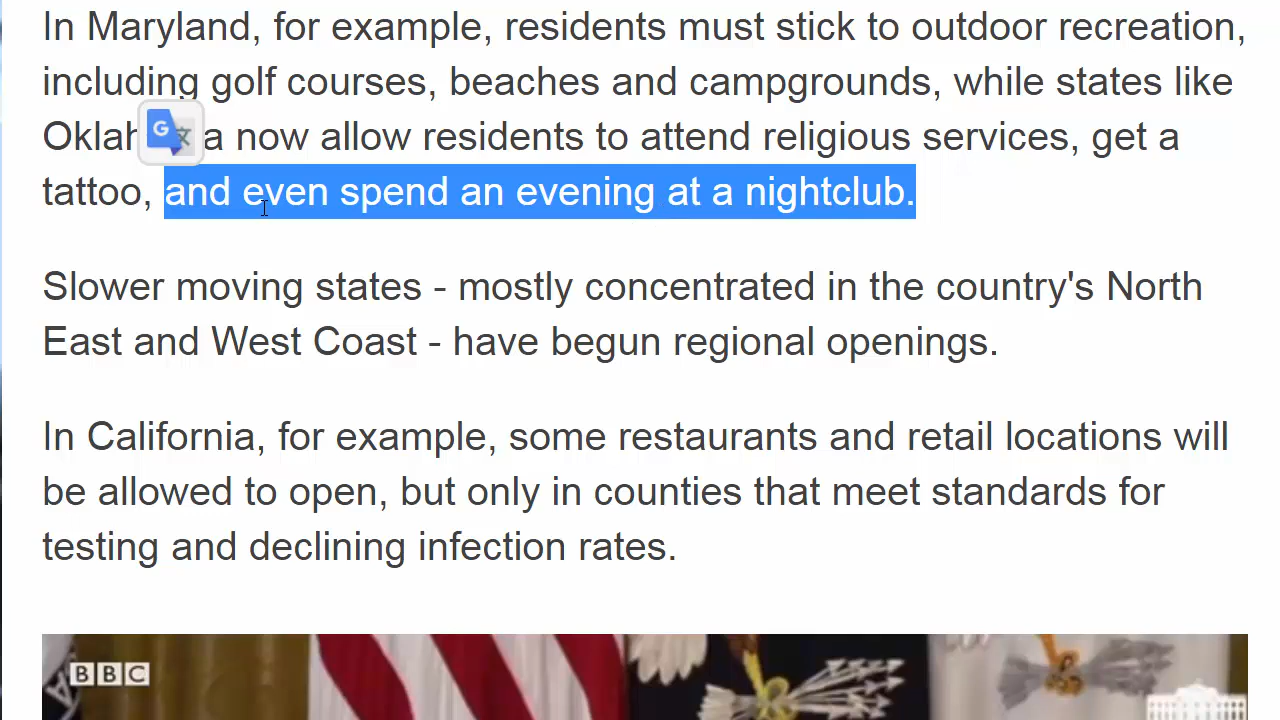 In Maryland, for example, residents must stick to outdoor recreation,
including golf courses, beaches and campgrounds, while states like
Oklah a now allow residents to attend religious services, get a
tattoo, and even spend an evening at a nightclub.
Slower moving states - mostly concentrated in the country's North
East and West Coast - have begun regional openings.
In California, for example, some restaurants and retail locations will
be allowed to open, but only in counties that meet standards for
testing and declining infection rates.
BBC